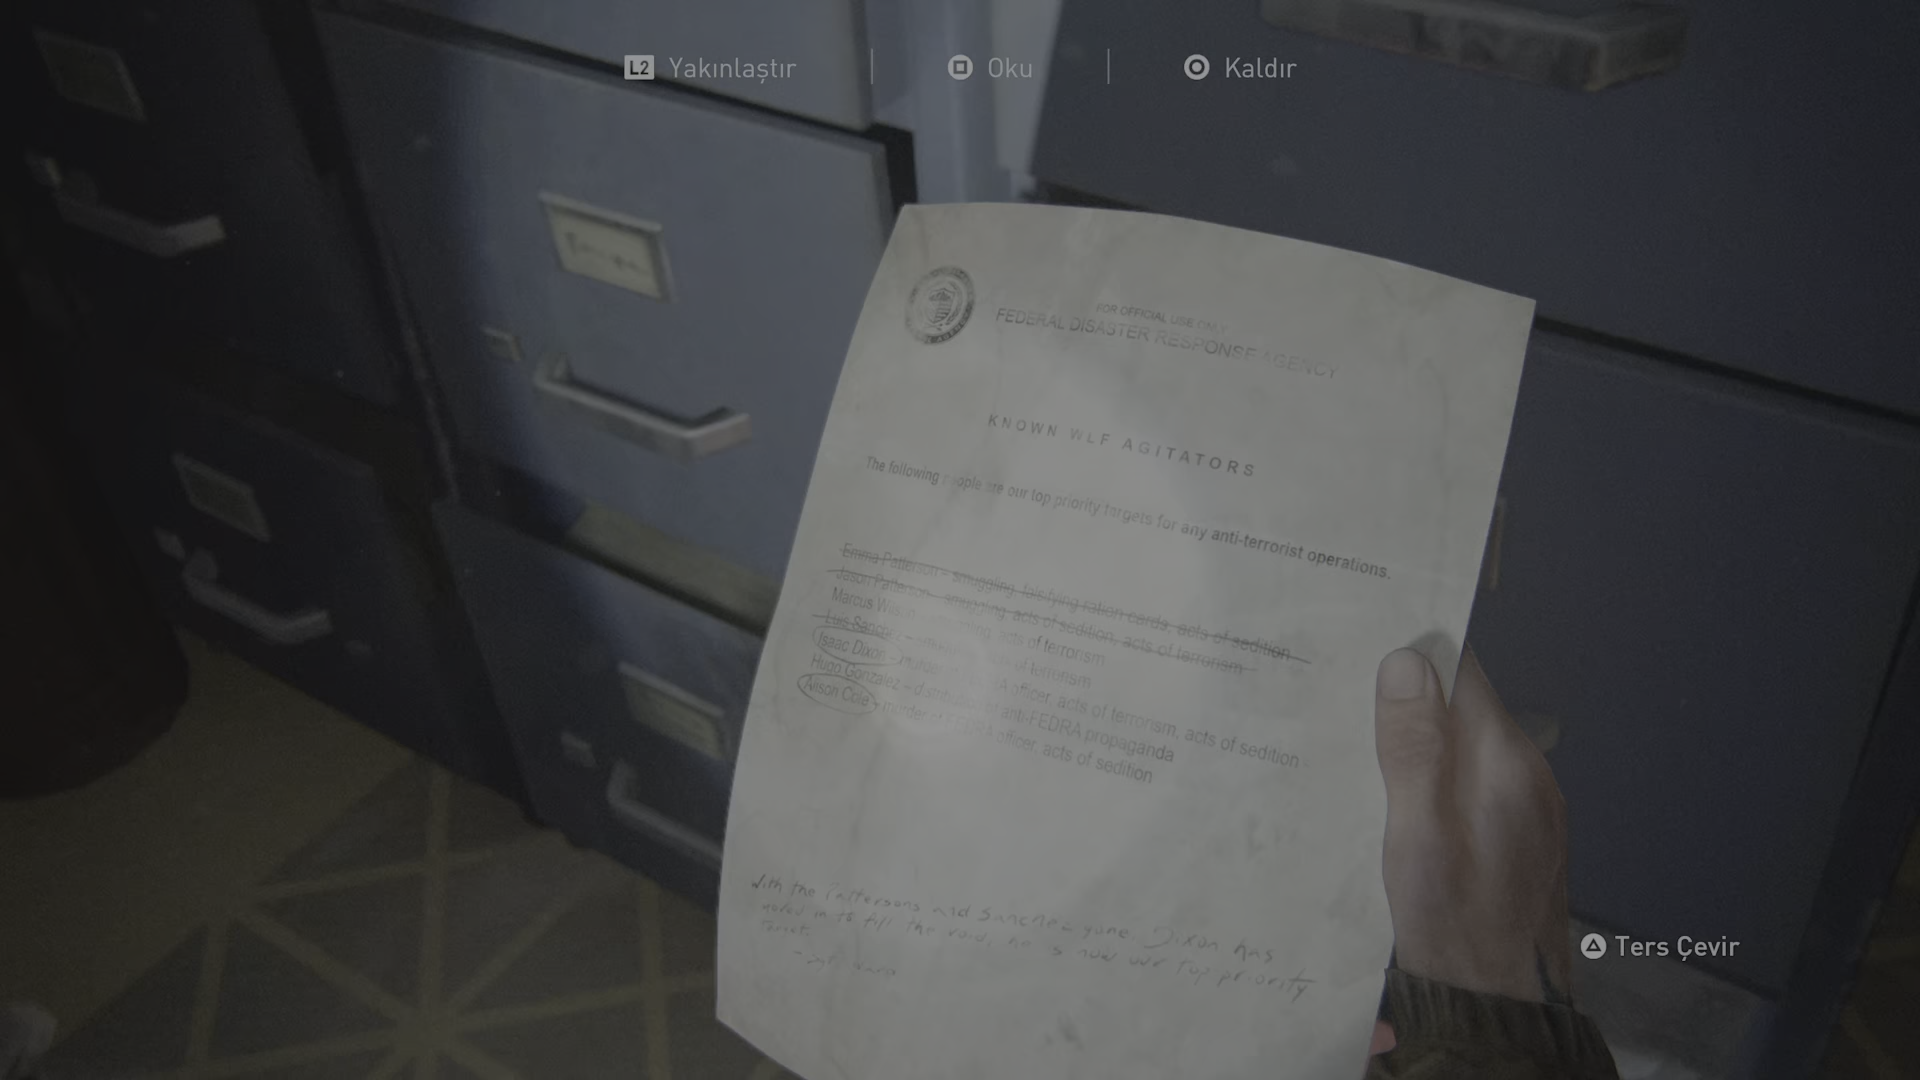 L2 Yakınlaştır
Oku
Kaldır
FOR OFFICIAL USE ONLY
FEDERAL DISASTER RESPONSE AGENCY
KNOWN WLF AGITATORS
The following people are our top priority targets for any anti-terrorist operations.
Emma Patterson - smuggling, falsifying ration cards, acts of sedition
Jason Patterson - smuggling, acts of sedition, acts of terrorism
Marcus acts of terrorism
Luis Sanchez - of terrorism
Isaac Dixon - murder of officer, acts of terrorism, acts of sedition
Hugo Gonzalez - distribution of anti-FEDRA propaganda
Alison Cole - murder of FEDRA officer, acts of sedition
With the Pattersons and Sanchez gone Dixon has
moved in to fill the void, he is now our top priority
target.
Ters Çevir